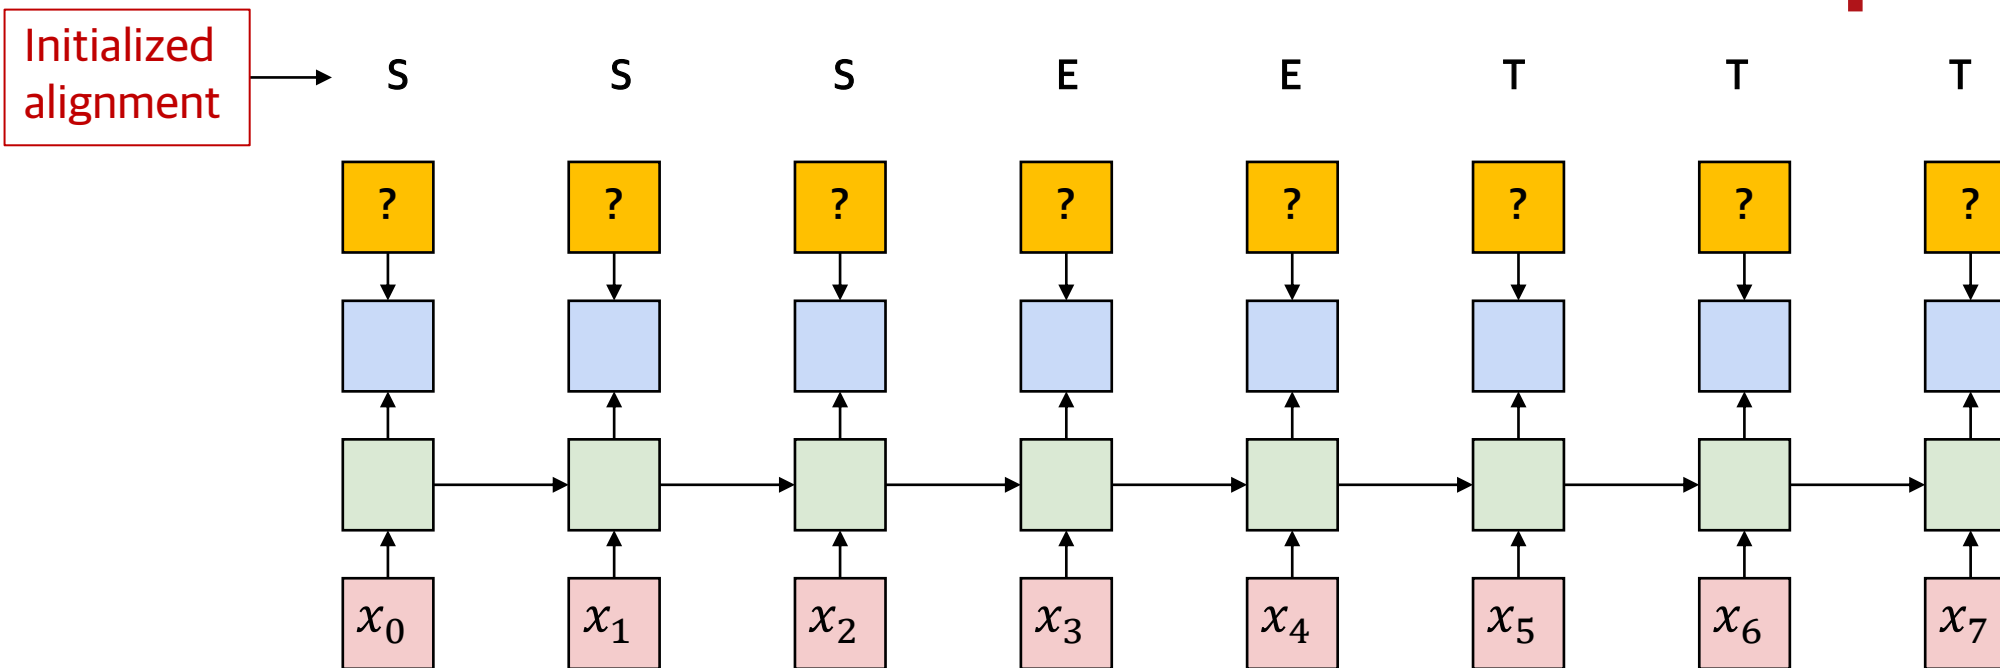 Initialized
alignment
S S S E E T T T
? ? ? ? ? ? ? ?
x₀ x₁ x₂ x₃ x₄ x₅ x₆ x₇